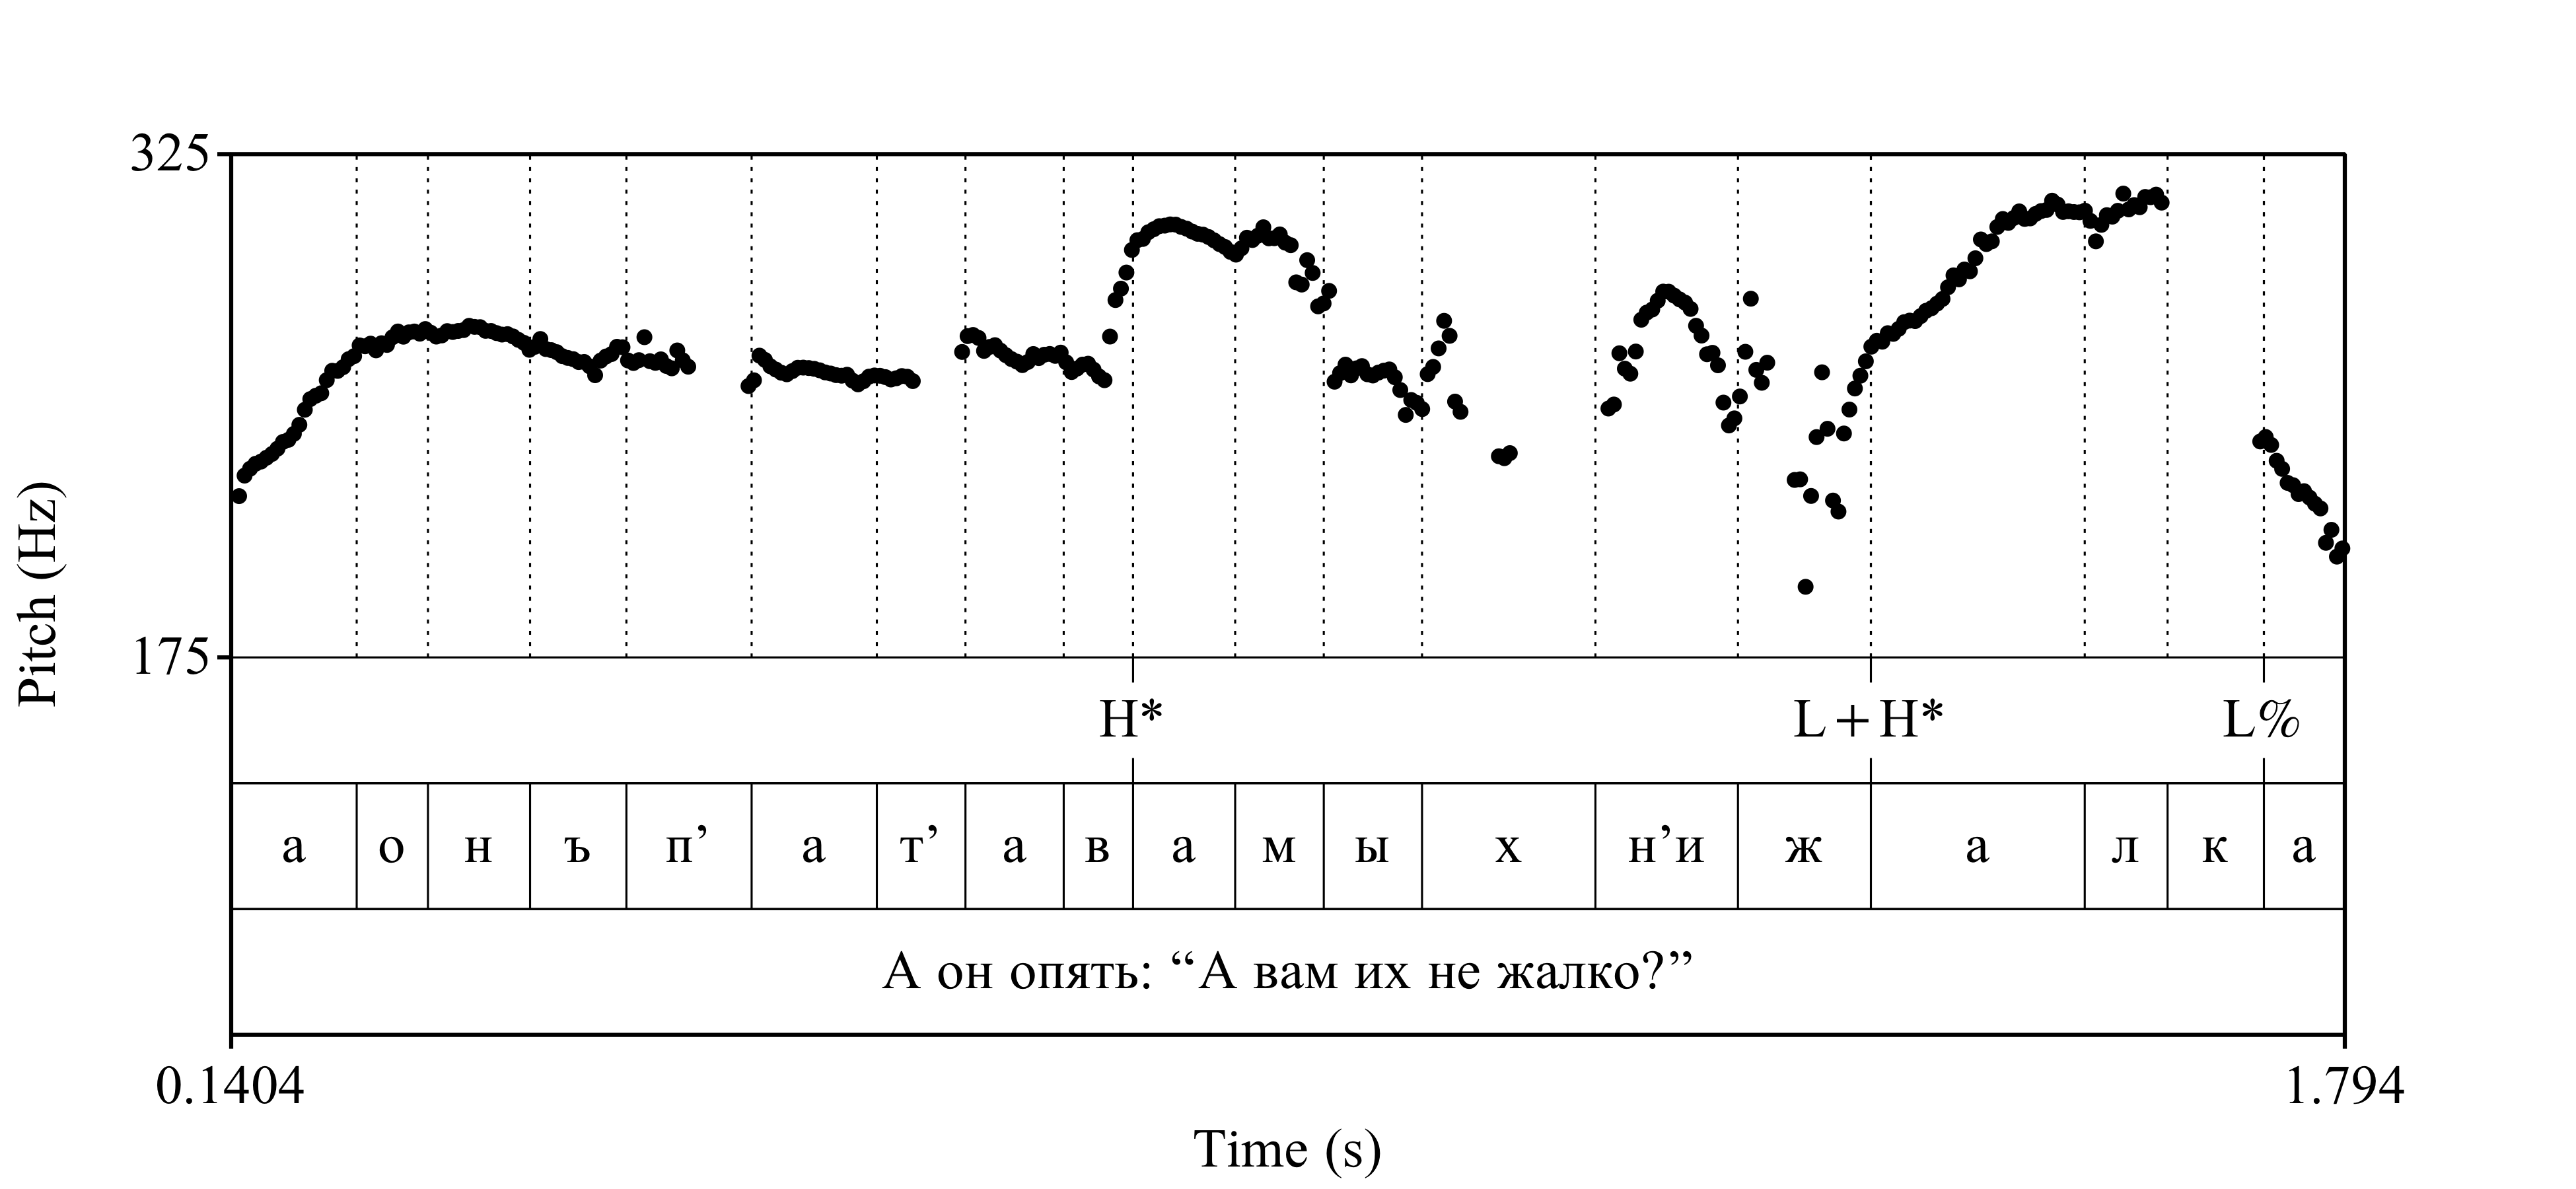 325
Pitch (Hz)
175
H* L+H* L%
а о н ъ п’ а т’ а в а м ы х н’и ж а л к а
А он опять: “А вам их не жалко?”
0.1404 1.794
Time (s)